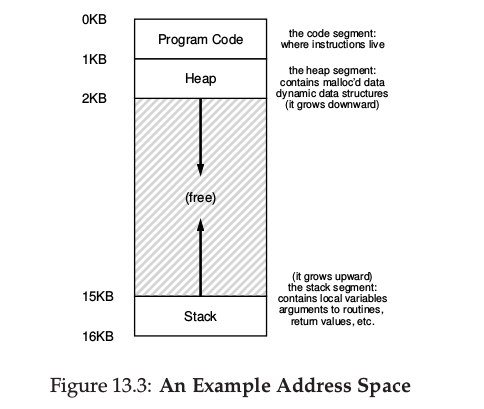 0KB
Program Code
the code segment:
where instructions live
1KB
Heap
the heap segment:
contains malloc'd data
dynamic data structures
(it grows downward)
2KB
(free)
(it grows upward)
the stack segment:
contains local variables
arguments to routines,
return values, etc.
15KB
Stack
16KB
Figure 13.3: An Example Address Space